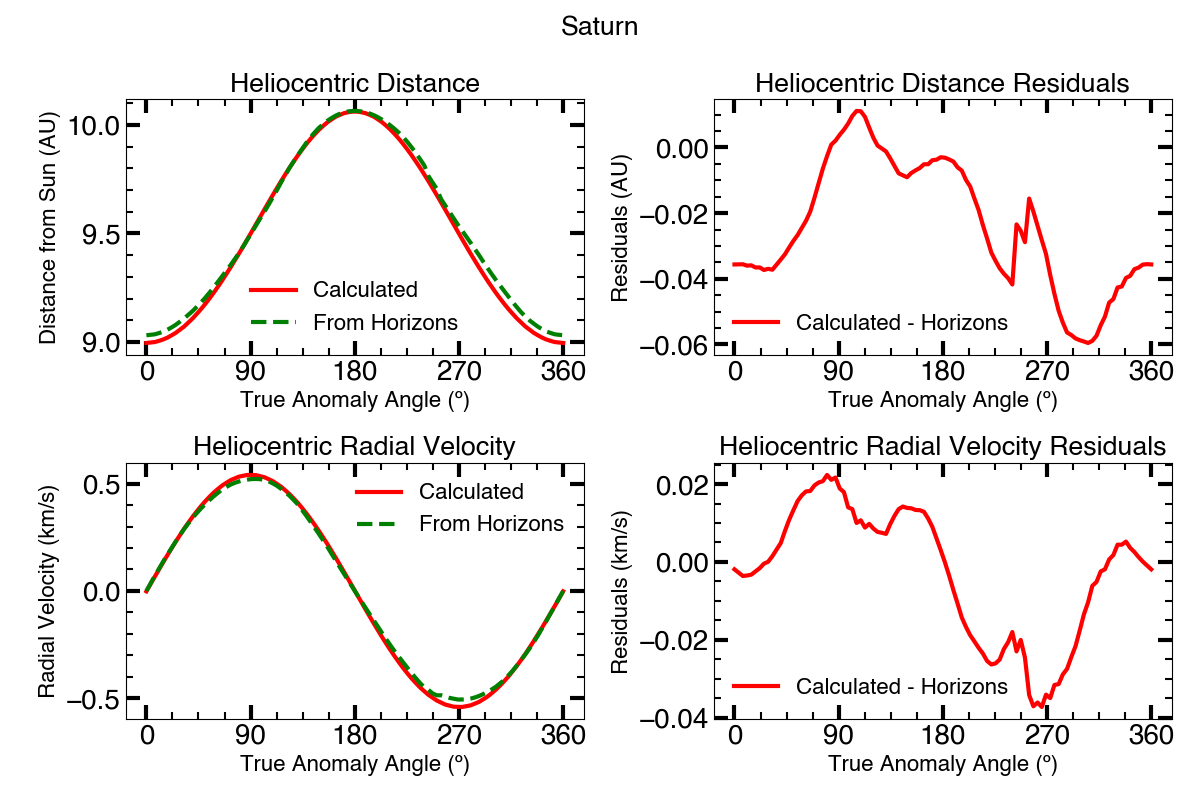 Saturn
Heliocentric Distance
Distance from Sun (AU)
10.0
9.5
9.0
Calculated
From Horizons
0 90 180 270 360
True Anomaly Angle (º)
Heliocentric Distance Residuals
Residuals (AU)
0.00
−0.02
−0.04
−0.06
Calculated - Horizons
0 90 180 270 360
True Anomaly Angle (º)
Heliocentric Radial Velocity
Radial Velocity (km/s)
0.5
0.0
−0.5
Calculated
From Horizons
0 90 180 270 360
True Anomaly Angle (º)
Heliocentric Radial Velocity Residuals
Residuals (km/s)
0.02
0.00
−0.02
−0.04
Calculated - Horizons
0 90 180 270 360
True Anomaly Angle (º)